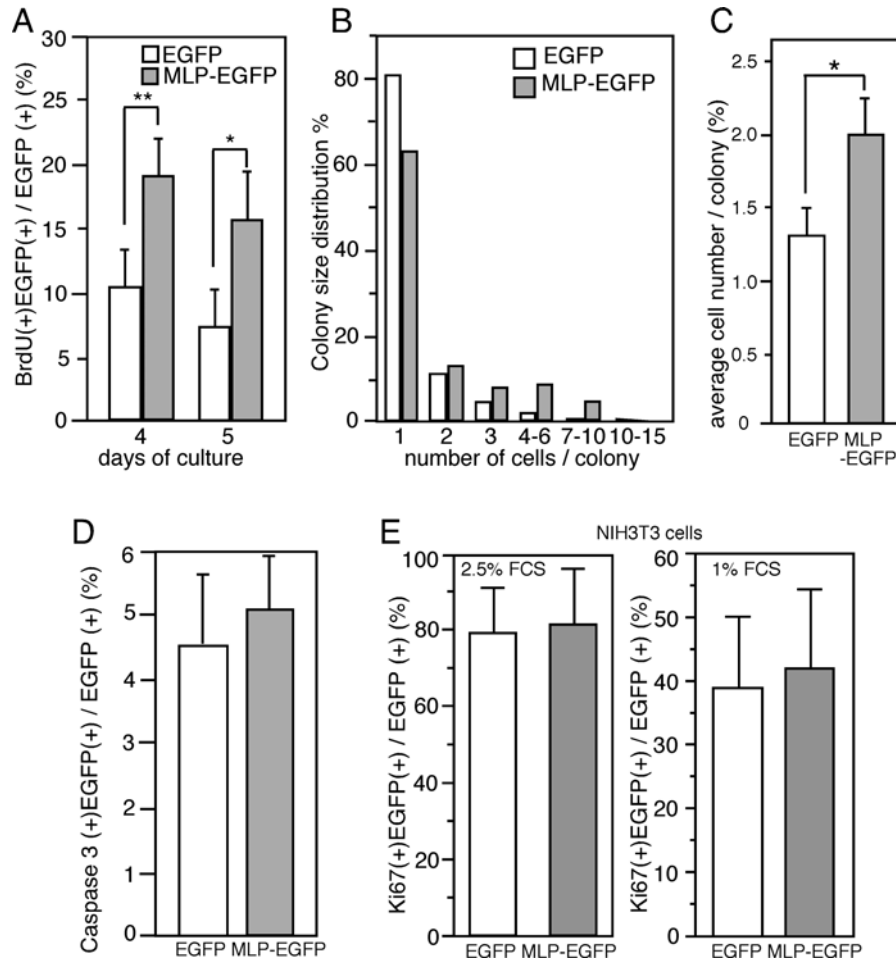 A
BrdU(+)EGFP(+) / EGFP (+) (%)
30
25
20
15
10
5
0
EGFP
MLP-EGFP
**
*
4 5
days of culture
B
Colony size distribution %
80
60
40
20
0
EGFP
MLP-EGFP
1 2 3 4-6 7-10 10-15
number of cells / colony
C
average cell number / colony (%)
2.5
2.0
1.5
1.0
0.5
0
*
EGFP MLP
-EGFP
D
Caspase 3 (+)EGFP(+) / EGFP (+) (%)
6
5
4
3
2
1
0
EGFP MLP-EGFP
E
NIH3T3 cells
Ki67(+)EGFP(+) / EGFP (+) (%)
100
80
60
40
20
0
2.5% FCS
EGFP MLP-EGFP
Ki67(+)EGFP(+) / EGFP (+) (%)
60
50
40
30
20
10
0
1% FCS
EGFP MLP-EGFP